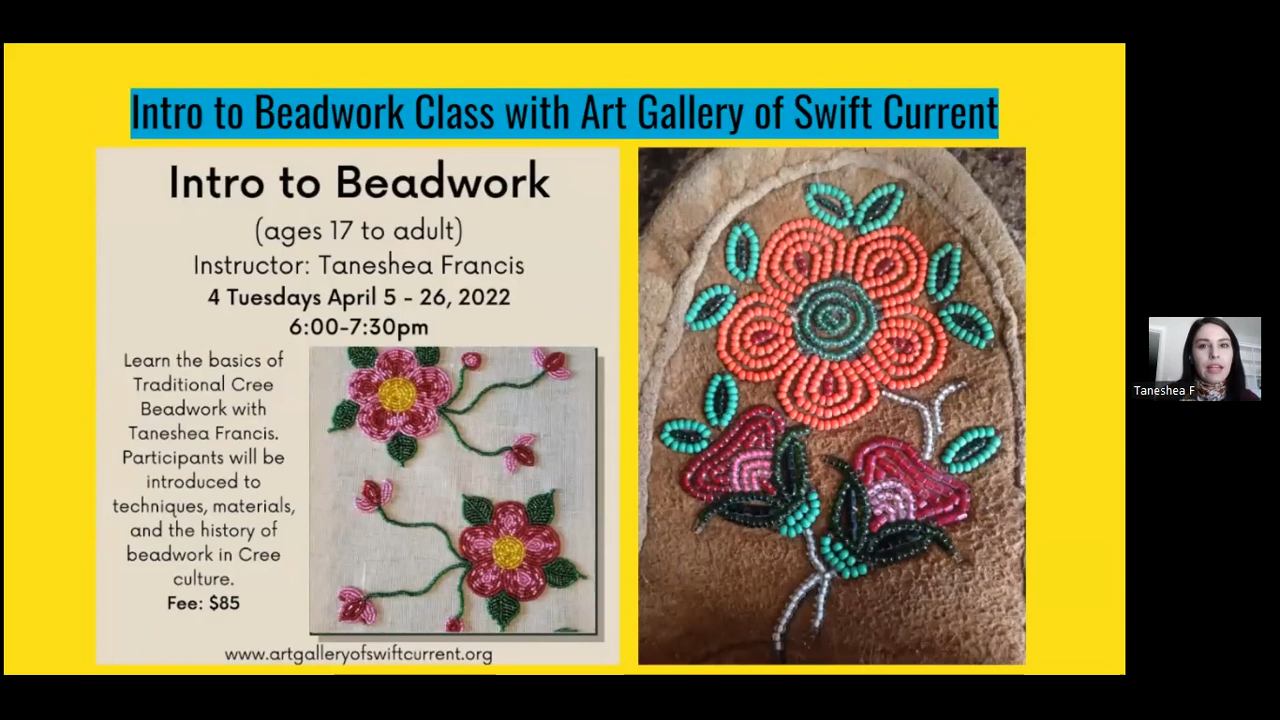 Intro to Beadwork Class with Art Gallery of Swift Current
Intro to Beadwork
(ages 17 to adult)
Instructor: Taneshea Francis
4 Tuesdays April 5 - 26, 2022
6:00-7:30pm
Learn the basics of
Traditional Cree
Beadwork with
Taneshea Francis.
Participants will be
introduced to
techniques, materials,
and the history of
beadwork in Cree
culture.
Fee: $85
www.artgalleryofswiftcurrent.org
Taneshea F